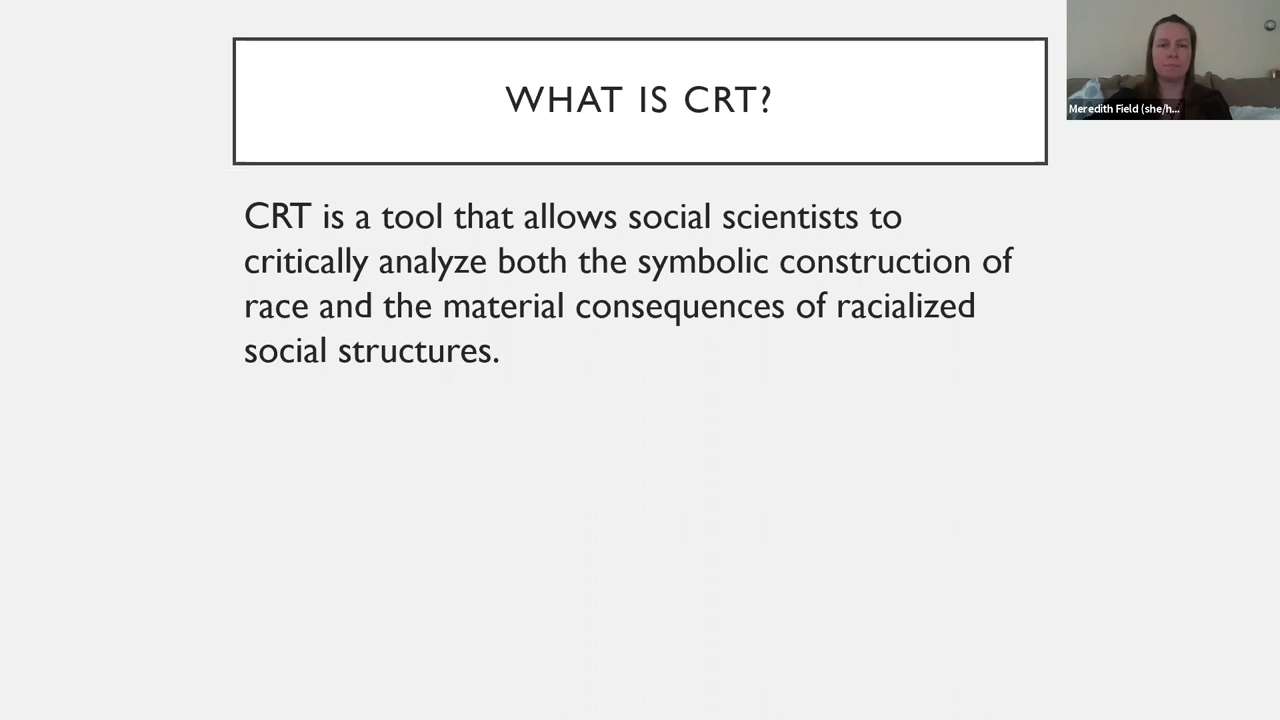 WHAT IS CRT?
Meredith Field (she/h...
CRT is a tool that allows social scientists to
critically analyze both the symbolic construction of
race and the material consequences of racialized
social structures.